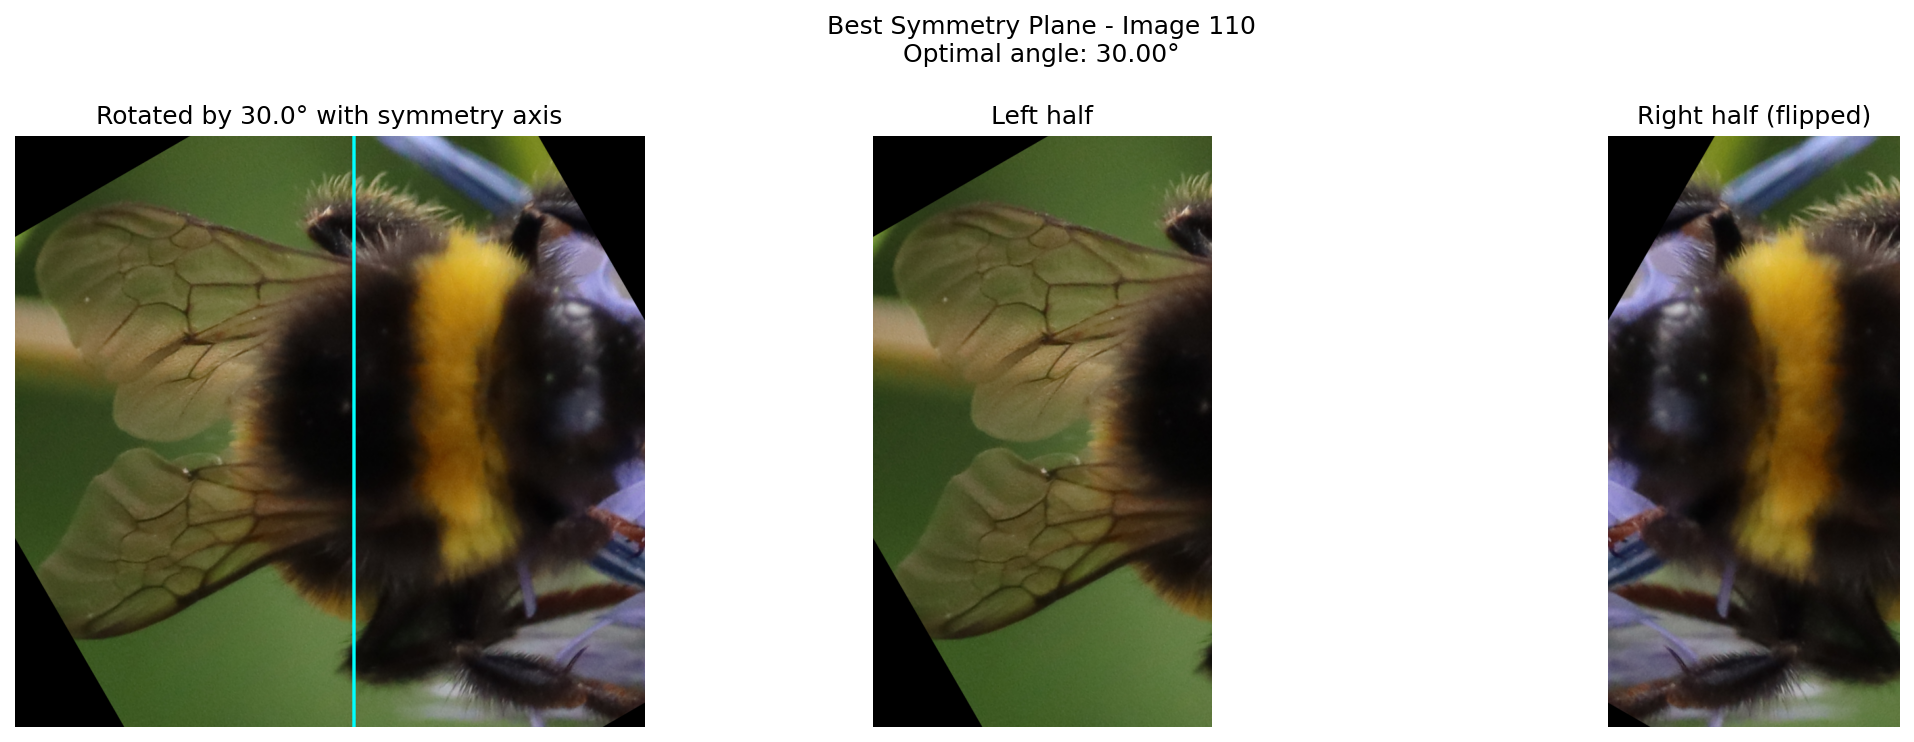 Best Symmetry Plane - Image 110
Optimal angle: 30.00°
Rotated by 30.0° with symmetry axis
Left half
Right half (flipped)